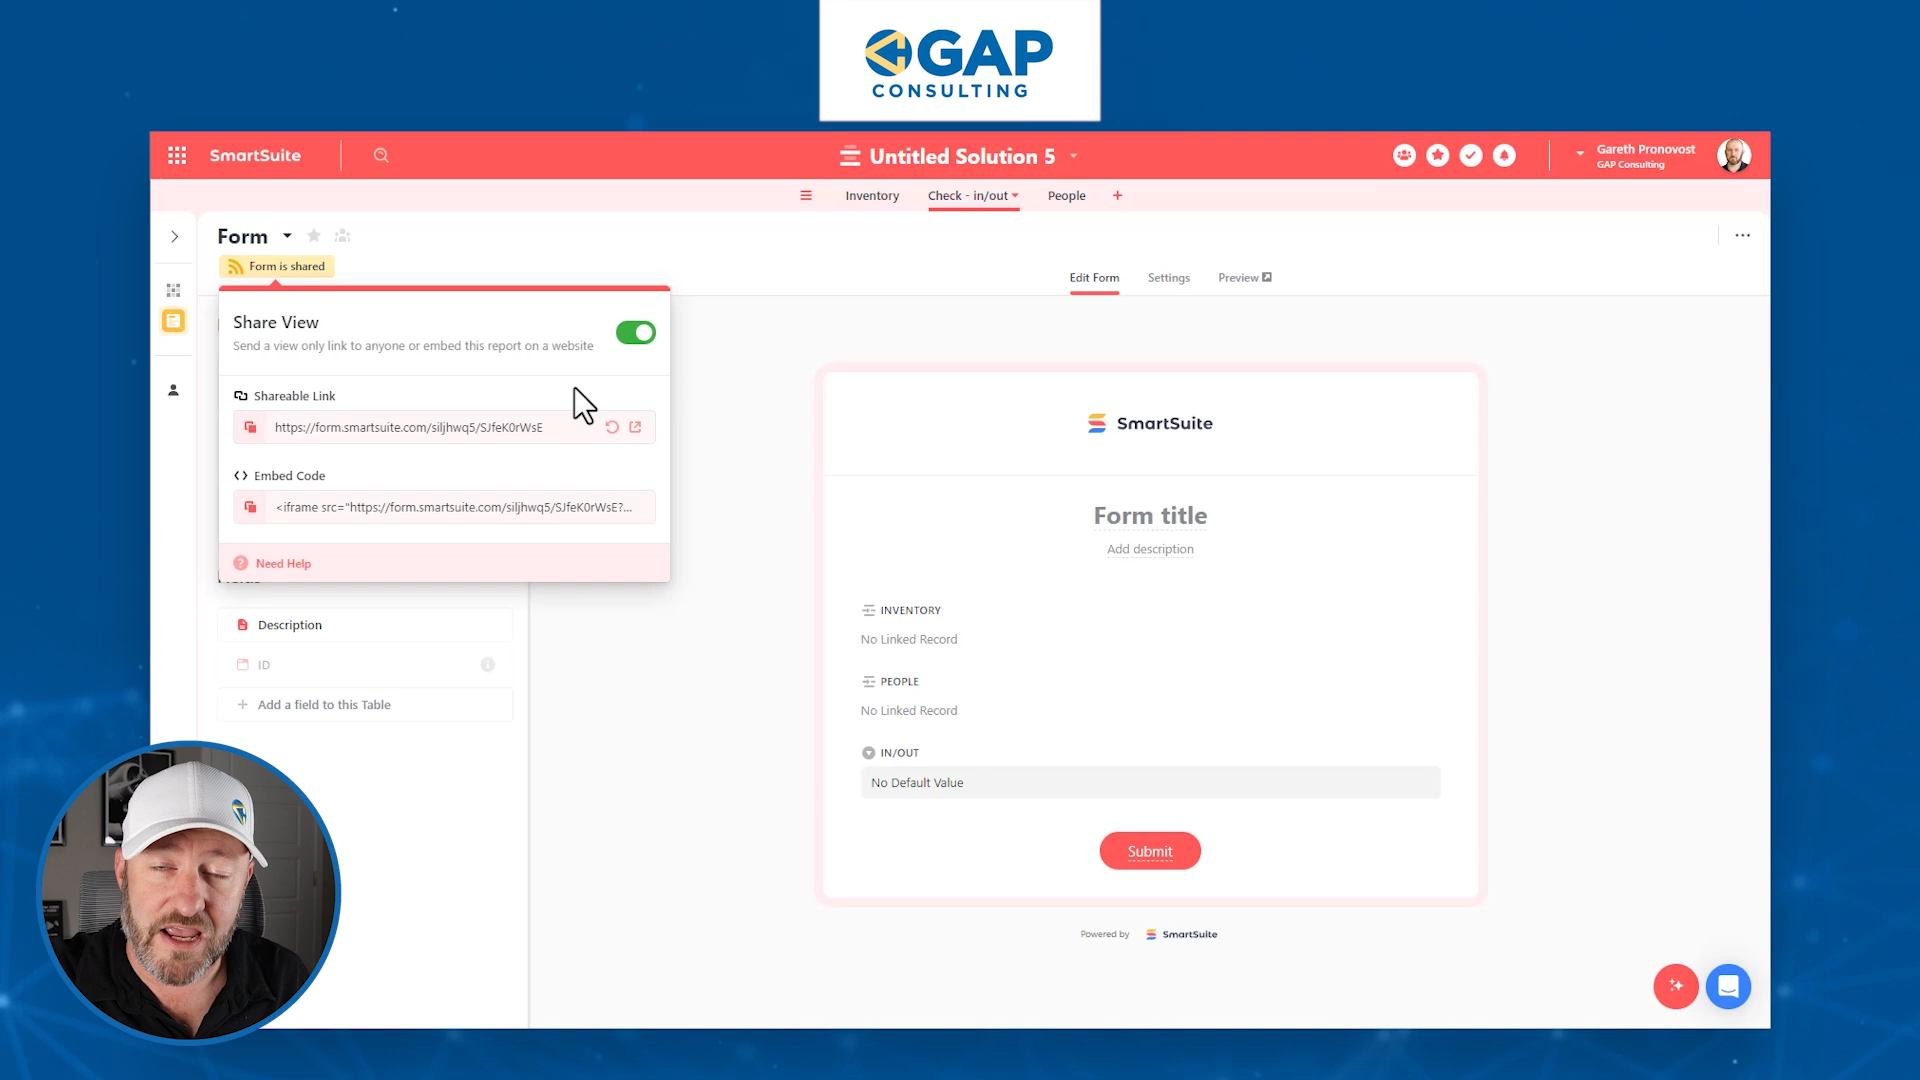 GAP
CONSULTING
SmartSuite
Untitled Solution 5
Gareth Pronovost
GAP Consulting
Inventory
Check - in/out
People
Form
Form is shared
Edit Form
Settings
Preview
Share View
Send a view only link to anyone or embed this report on a website
Shareable Link
https://form.smartsuite.com/siljhwq5/SJfeK0rWsE
Embed Code
<iframe src="https://form.smartsuite.com/siljhwq5/SJfeK0rWsE?...
Need Help
Description
ID
Add a field to this Table
SmartSuite
Form title
Add description
INVENTORY
No Linked Record
PEOPLE
No Linked Record
IN/OUT
No Default Value
Submit
Powered by SmartSuite